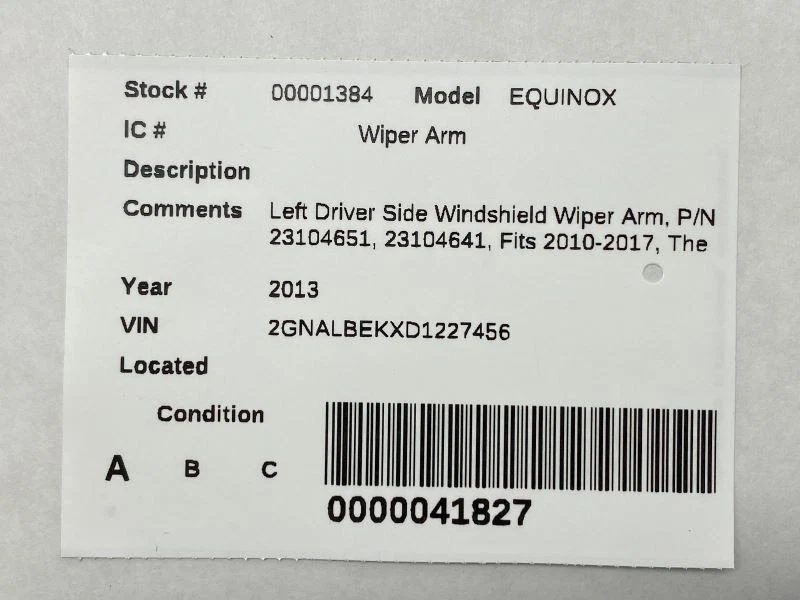 Stock # 00001384 Model EQUINOX
IC # Wiper Arm
Description
Comments Left Driver Side Windshield Wiper Arm, P/N
23104651, 23104641, Fits 2010-2017, The
Year 2013
VIN 2GNALBEKXD1227456
Located
Condition
A B C
0000041827